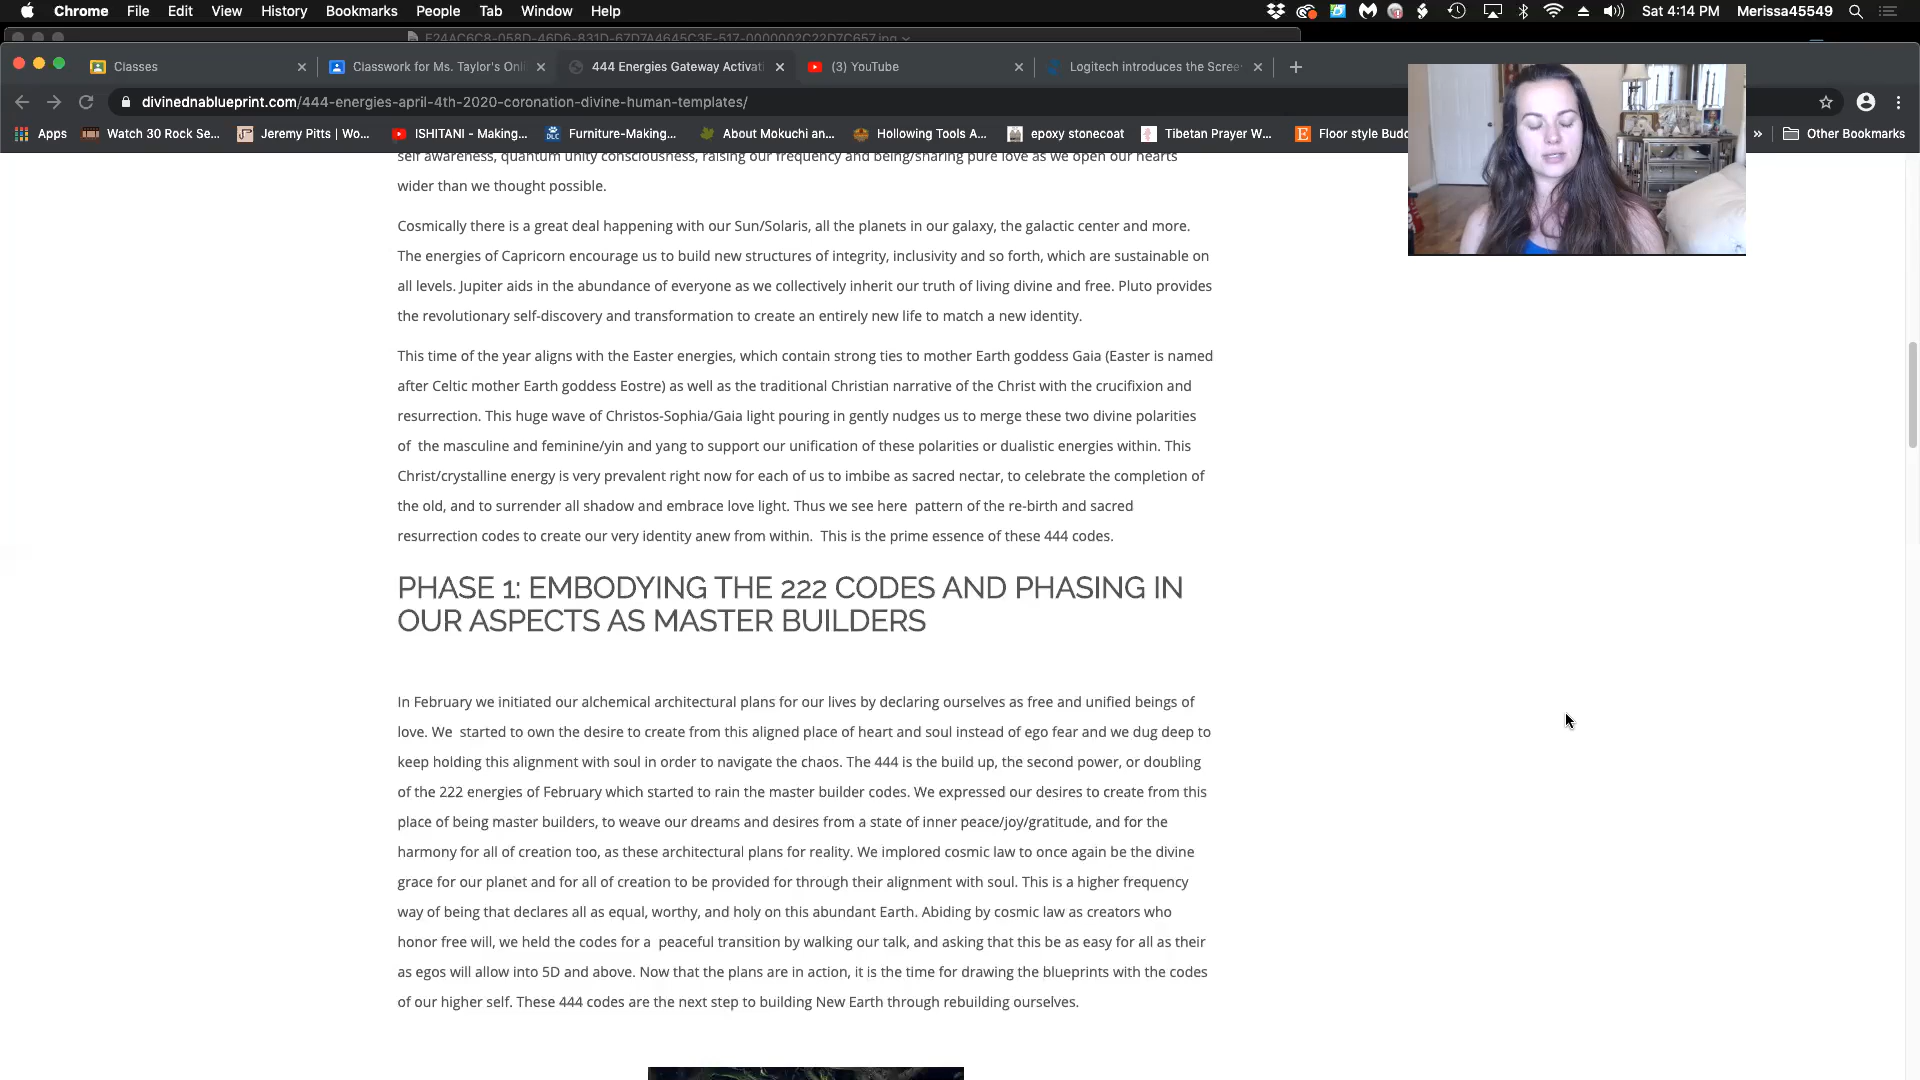 Chrome File Edit View History Bookmarks People Tab Window Help Sat 4:14 PM Merissa45549
Classes Classwork for Ms. Taylor's Onl 444 Energies Gateway Activat (3) YouTube Logitech introduces the Scree
divinednablueprint.com/444-energies-april-4th-2020-coronation-divine-human-templates/
Apps Watch 30 Rock Se... Jeremy Pitts | Wo... ISHITANI - Making... Furniture-Making... About Mokuchi an... Hollowing Tools A... epoxy stonecoat Tibetan Prayer W... Floor style Budd » Other Bookmarks
self awareness, quantum unity consciousness, raising our frequency and being/sharing pure love as we open our hearts
wider than we thought possible.
Cosmically there is a great deal happening with our Sun/Solaris, all the planets in our galaxy, the galactic center and more.
The energies of Capricorn encourage us to build new structures of integrity, inclusivity and so forth, which are sustainable on
all levels. Jupiter aids in the abundance of everyone as we collectively inherit our truth of living divine and free. Pluto provides
the revolutionary self-discovery and transformation to create an entirely new life to match a new identity.
This time of the year aligns with the Easter energies, which contain strong ties to mother Earth goddess Gaia (Easter is named
after Celtic mother Earth goddess Eostre) as well as the traditional Christian narrative of the Christ with the crucifixion and
resurrection. This huge wave of Christos-Sophia/Gaia light pouring in gently nudges us to merge these two divine polarities
of the masculine and feminine/yin and yang to support our unification of these polarities or dualistic energies within. This
Christ/crystalline energy is very prevalent right now for each of us to imbibe as sacred nectar, to celebrate the completion of
the old, and to surrender all shadow and embrace love light. Thus we see here pattern of the re-birth and sacred
resurrection codes to create our very identity anew from within. This is the prime essence of these 444 codes.
PHASE 1: EMBODYING THE 222 CODES AND PHASING IN
OUR ASPECTS AS MASTER BUILDERS
In February we initiated our alchemical architectural plans for our lives by declaring ourselves as free and unified beings of
love. We started to own the desire to create from this aligned place of heart and soul instead of ego fear and we dug deep to
keep holding this alignment with soul in order to navigate the chaos. The 444 is the build up, the second power, or doubling
of the 222 energies of February which started to rain the master builder codes. We expressed our desires to create from this
place of being master builders, to weave our dreams and desires from a state of inner peace/joy/gratitude, and for the
harmony for all of creation too, as these architectural plans for reality. We implored cosmic law to once again be the divine
grace for our planet and for all of creation to be provided for through their alignment with soul. This is a higher frequency
way of being that declares all as equal, worthy, and holy on this abundant Earth. Abiding by cosmic law as creators who
honor free will, we held the codes for a peaceful transition by walking our talk, and asking that this be as easy for all as their
as egos will allow into 5D and above. Now that the plans are in action, it is the time for drawing the blueprints with the codes
of our higher self. These 444 codes are the next step to building New Earth through rebuilding ourselves.